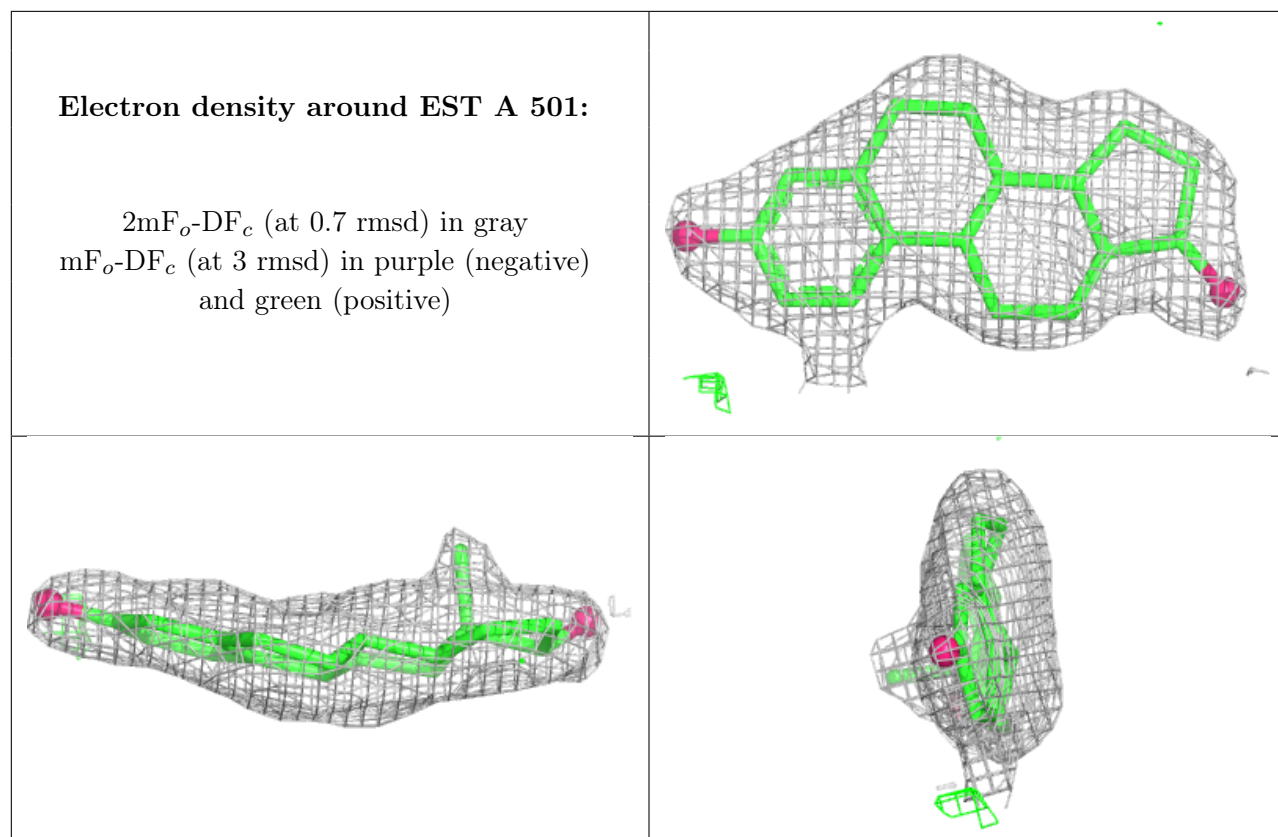 Electron density around EST A 501:
2mFo-DFc (at 0.7 rmsd) in gray
mFo-DFc (at 3 rmsd) in purple (negative)
and green (positive)